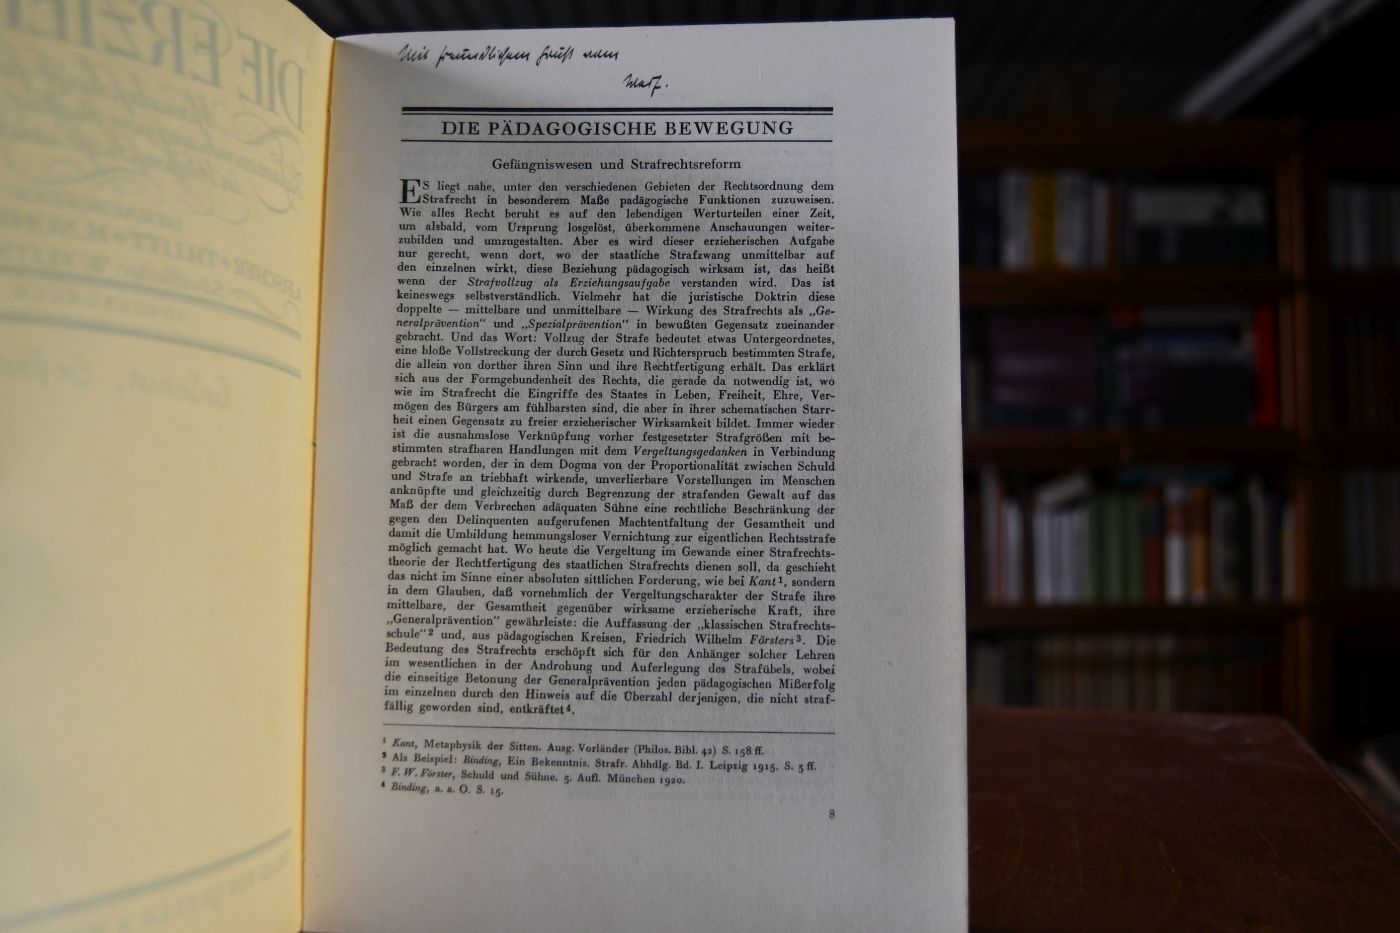 Mit freundlichem Gruß vom
DIE PÄDAGOGISCHE BEWEGUNG
Gefängniswesen und Strafrechtsreform
ES liegt nahe, unter den verschiedenen Gebieten der Rechtsordnung dem
Strafrecht in besonderem Maße pädagogische Funktionen zuzuweisen.
Wie alles Recht beruht es auf den lebendigen Werturteilen einer Zeit,
um alsbald, vom Ursprung losgelöst, überkommene Anschauungen weiter-
zubilden und umzugestalten. Aber es wird dieser erzieherischen Aufgabe
nur gerecht, wenn dort, wo der staatliche Strafzwang unmittelbar auf
den einzelnen wirkt, diese Beziehung pädagogisch wirksam ist, das heißt
wenn der Strafvollzug als Erziehungsaufgabe verstanden wird. Das ist
keineswegs selbstverständlich. Vielmehr hat die juristische Doktrin diese
doppelte — mittelbare und unmittelbare — Wirkung des Strafrechts als „Ge-
neralprävention“ und „Spezialprävention“ in bewußten Gegensatz zueinander
gebracht. Und das Wort: Vollzug der Strafe bedeutet etwas Untergeordnetes,
eine bloße Vollstreckung der durch Gesetz und Richterspruch bestimmten Strafe,
die allein von dorther ihren Sinn und ihre Rechtfertigung erhält. Das erklärt
sich aus der Formgebundenheit des Rechts, die gerade da notwendig ist, wo
wie im Strafrecht die Eingriffe des Staates in Leben, Freiheit, Ehre, Ver-
mögen des Bürgers am fühlbarsten sind, die aber in ihrer schematischen Starr-
heit einen Gegensatz zu freier erzieherischer Wirksamkeit bildet. Immer wieder
ist die ausnahmslose Verknüpfung vorher festgesetzter Strafgrößen mit be-
stimmten strafbaren Handlungen mit dem Vergeltungsgedanken in Verbindung
gebracht worden, der in dem Dogma von der Proportionalität zwischen Schuld
und Strafe an triebhaft wirkende, unverlierbare Vorstellungen im Menschen
anknüpfte und gleichzeitig durch Begrenzung der strafenden Gewalt auf das
Maß der dem Verbrechen adäquaten Sühne eine rechtliche Beschränkung der
gegen den Delinquenten aufgerufenen Machtentfaltung der Gesamtheit und
damit die Umbildung hemmungsloser Vernichtung zur eigentlichen Rechtsstrafe
möglich gemacht hat. Wo heute die Vergeltung im Gewande einer Strafrechts-
theorie der Rechtfertigung des staatlichen Strafrechts dienen soll, da geschieht
das nicht im Sinne einer absoluten sittlichen Forderung, wie bei Kant¹, sondern
in dem Glauben, daß vornehmlich der Vergeltungscharakter der Strafe ihre
mittelbare, der Gesamtheit gegenüber wirksame erzieherische Kraft, ihre
„Generalprävention“ gewährleiste: die Auffassung der „klassischen Strafrechts-
schule“² und, aus pädagogischen Kreisen, Friedrich Wilhelm Försters³. Die
Bedeutung des Strafrechts erschöpft sich für den Anhänger solcher Lehren
im wesentlichen in der Androhung und Auferlegung des Strafübels, wobei
die einseitige Betonung der Generalprävention jeden pädagogischen Mißerfolg
im einzelnen durch den Hinweis auf die Überzahl derjenigen, die nicht straf-
fällig geworden sind, entkräftet⁴.
¹ Kant, Metaphysik der Sitten. Ausg. Vorländer (Philos. Bibl. 42) S. 158 ff.
² Als Beispiel: Binding, Ein Bekenntnis. Strafr. Abhdlg. Bd. I. Leipzig 1915. S. 5 ff.
³ F. W. Förster, Schuld und Sühne. 5. Aufl. München 1920.
⁴ Binding, a. a. O. S. 15.
8